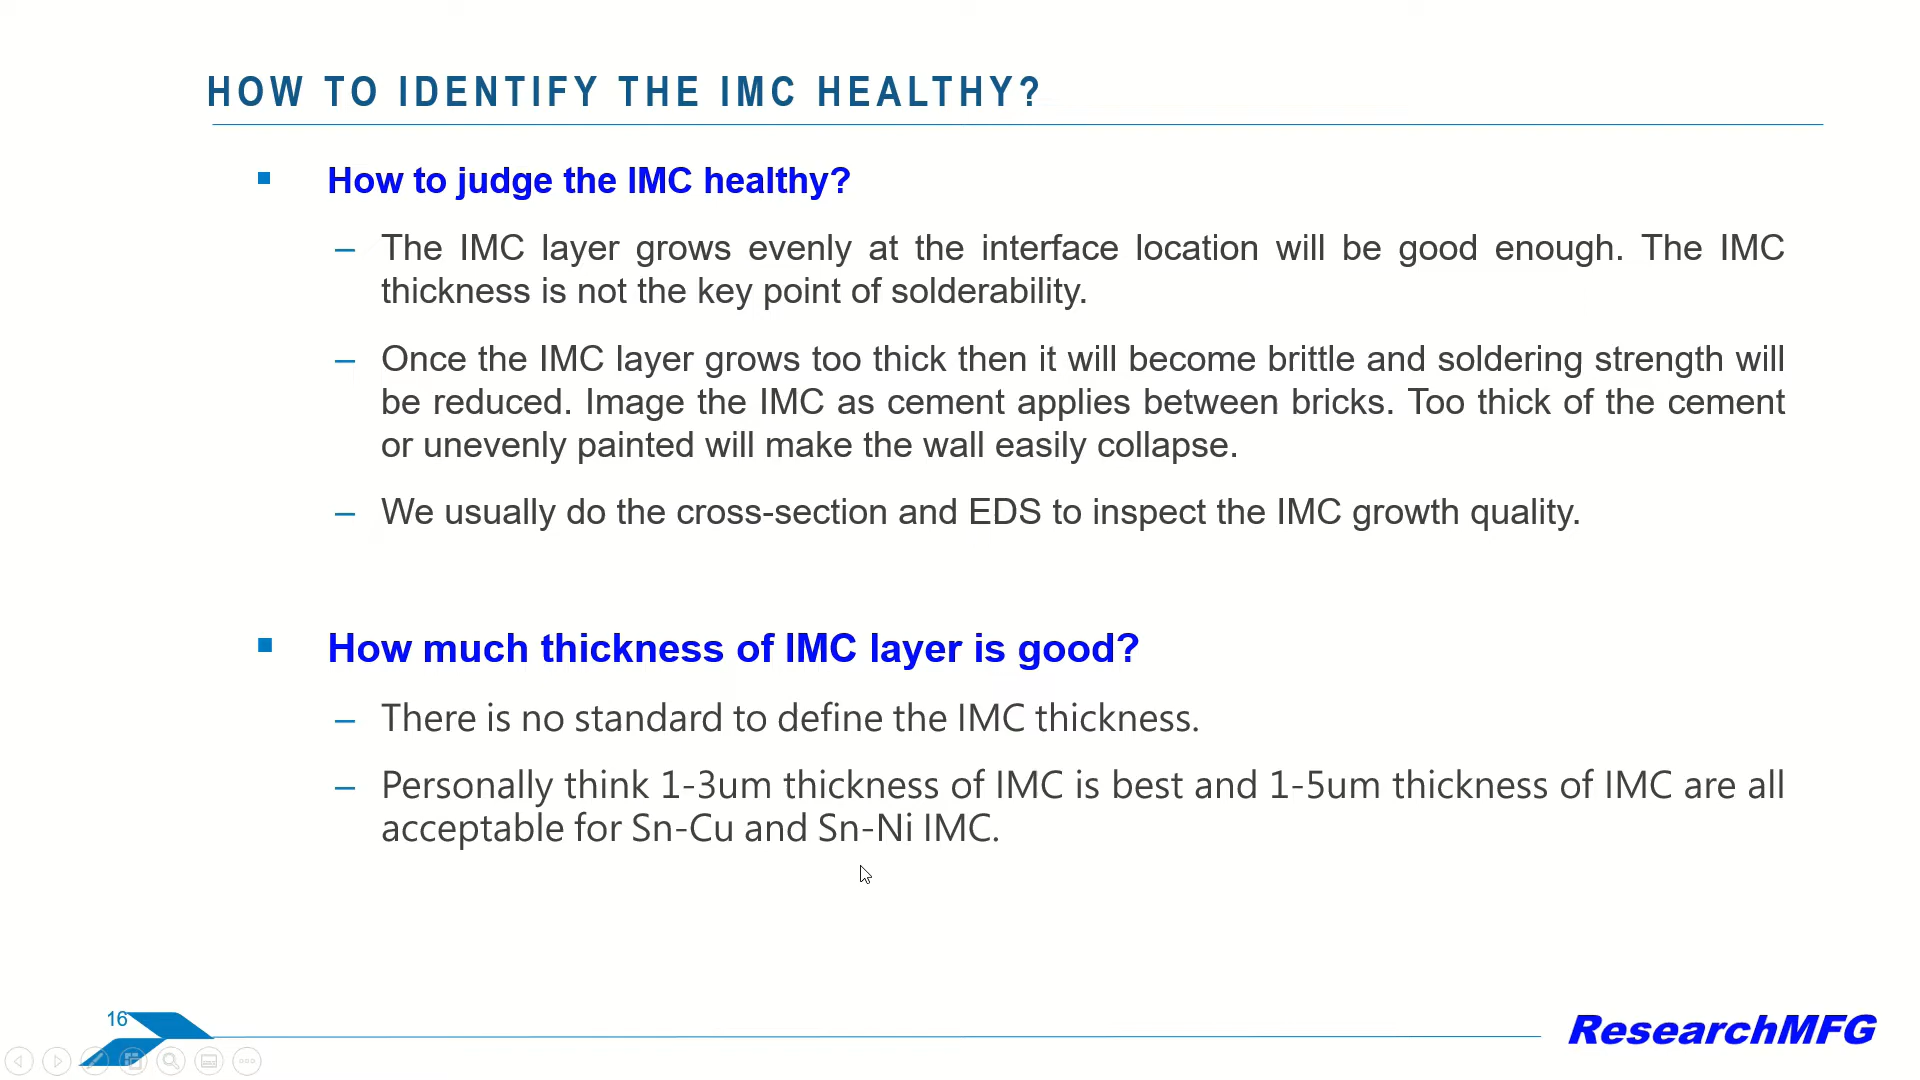 HOW TO IDENTIFY THE IMC HEALTHY?
How to judge the IMC healthy?
– The IMC layer grows evenly at the interface location will be good enough. The IMC
thickness is not the key point of solderability.
– Once the IMC layer grows too thick then it will become brittle and soldering strength will
be reduced. Image the IMC as cement applies between bricks. Too thick of the cement
or unevenly painted will make the wall easily collapse.
– We usually do the cross-section and EDS to inspect the IMC growth quality.
How much thickness of IMC layer is good?
– There is no standard to define the IMC thickness.
– Personally think 1-3um thickness of IMC is best and 1-5um thickness of IMC are all
acceptable for Sn-Cu and Sn-Ni IMC.
16
ResearchMFG